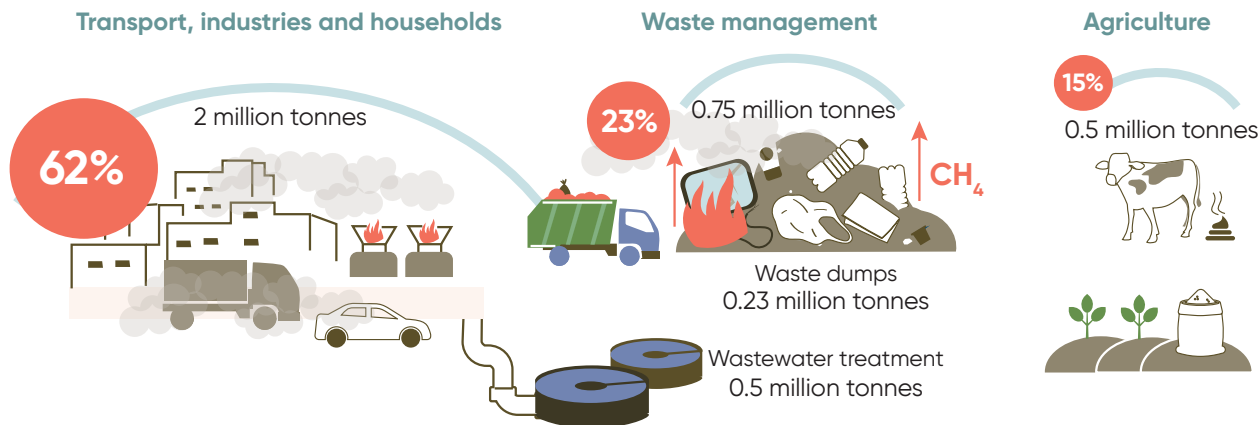 Transport, industries and households
62%
2 million tonnes
Waste management
23%
0.75 million tonnes
CH₄
Waste dumps
0.23 million tonnes
Wastewater treatment
0.5 million tonnes
Agriculture
15%
0.5 million tonnes